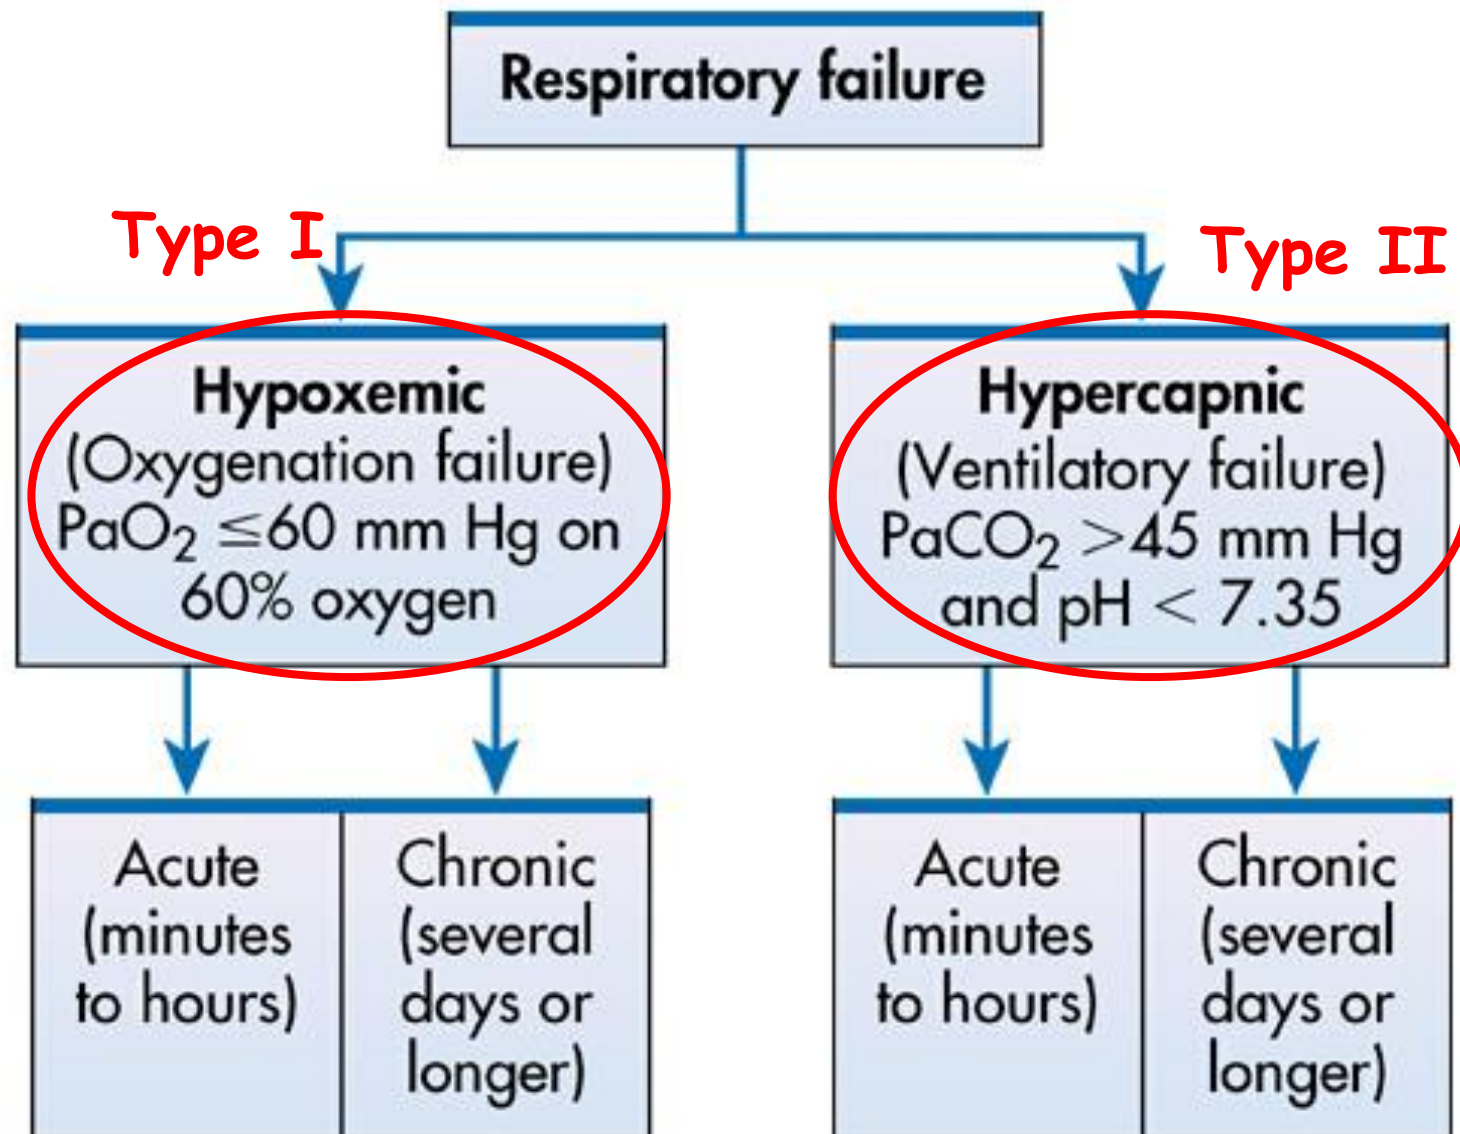 Respiratory failure
Type I
Type II
Hypoxemic
(Oxygenation failure)
PaO₂ ≤60 mm Hg on
60% oxygen
Hypercapnic
(Ventilatory failure)
PaCO₂ >45 mm Hg
and pH < 7.35
Acute
(minutes
to hours)
Chronic
(several
days or
longer)
Acute
(minutes
to hours)
Chronic
(several
days or
longer)